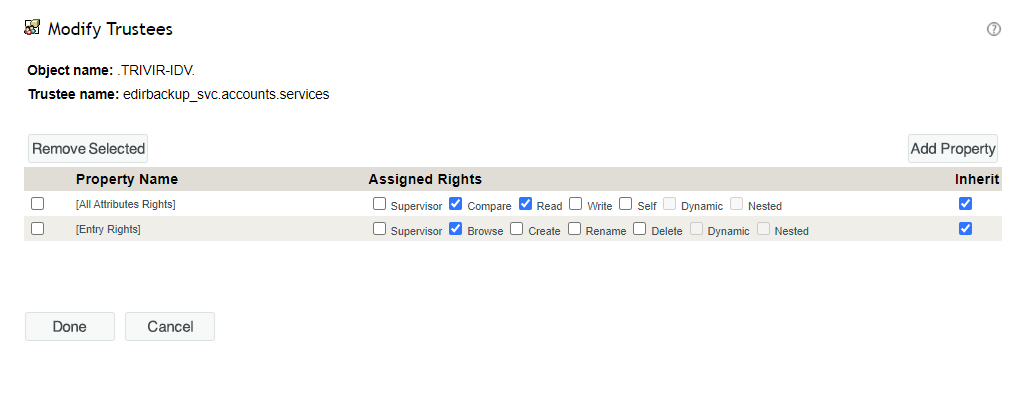 Modify Trustees
?
Object name: .TRIVIR-IDV.
Trustee name: edirbackup_svc.accounts.services
Remove Selected
Add Property
Property Name Assigned Rights Inherit
[All Attributes Rights] Supervisor Compare Read Write Self Dynamic Nested
[Entry Rights] Supervisor Browse Create Rename Delete Dynamic Nested
Done Cancel